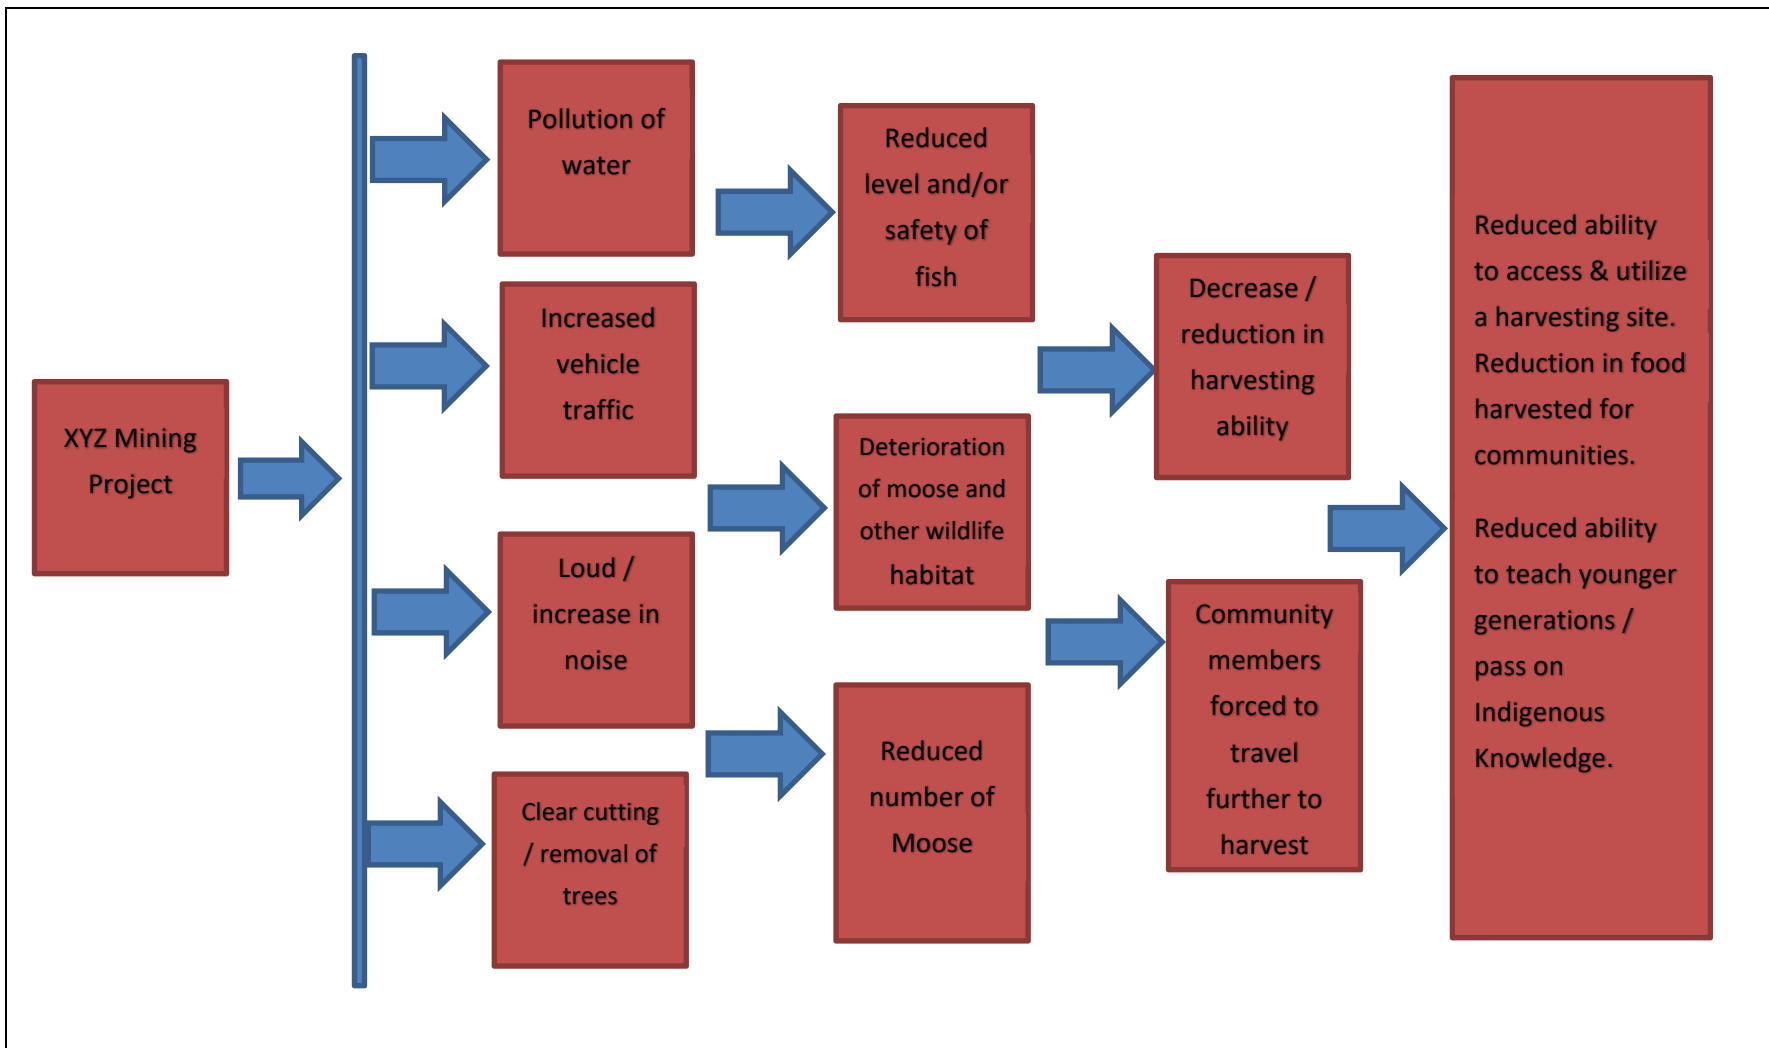 XYZ Mining
Project
Pollution of
water
Increased
vehicle
traffic
Loud /
increase in
noise
Clear cutting
/ removal of
trees
Reduced
level and/or
safety of
fish
Deterioration
of moose and
other wildlife
habitat
Reduced
number of
Moose
Decrease /
reduction in
harvesting
ability
Community
members
forced to
travel
further to
harvest
Reduced ability
to access & utilize
a harvesting site.
Reduction in food
harvested for
communities.
Reduced ability
to teach younger
generations /
pass on
Indigenous
Knowledge.